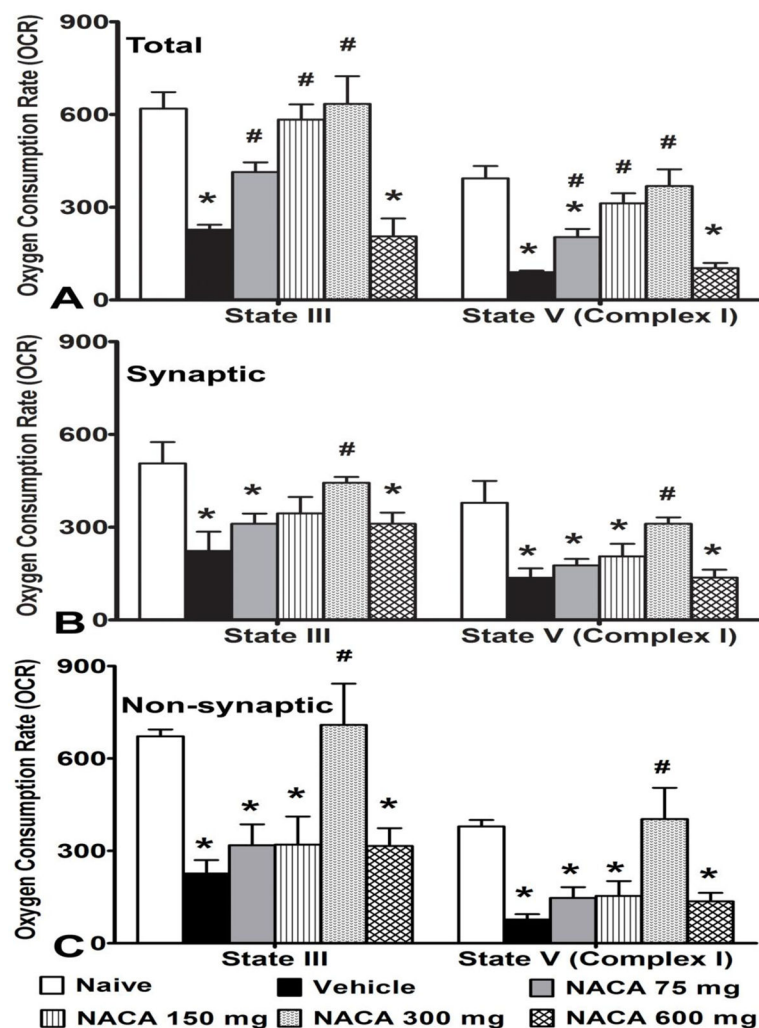 900
Total
# # # #
600
# #
* *
300
* * *
0
Oxygen Consumption Rate (OCR)
A
State III State V (Complex I)
900
Synaptic
600
# #
* * *
300
* * * *
0
Oxygen Consumption Rate (OCR)
B
State III State V (Complex I)
900
#
Non-synaptic
600
#
* * * *
300
* * * *
0
Oxygen Consumption Rate (OCR)
C
State III State V (Complex I)
Naive Vehicle NACA 75 mg
NACA 150 mg NACA 300 mg NACA 600 mg